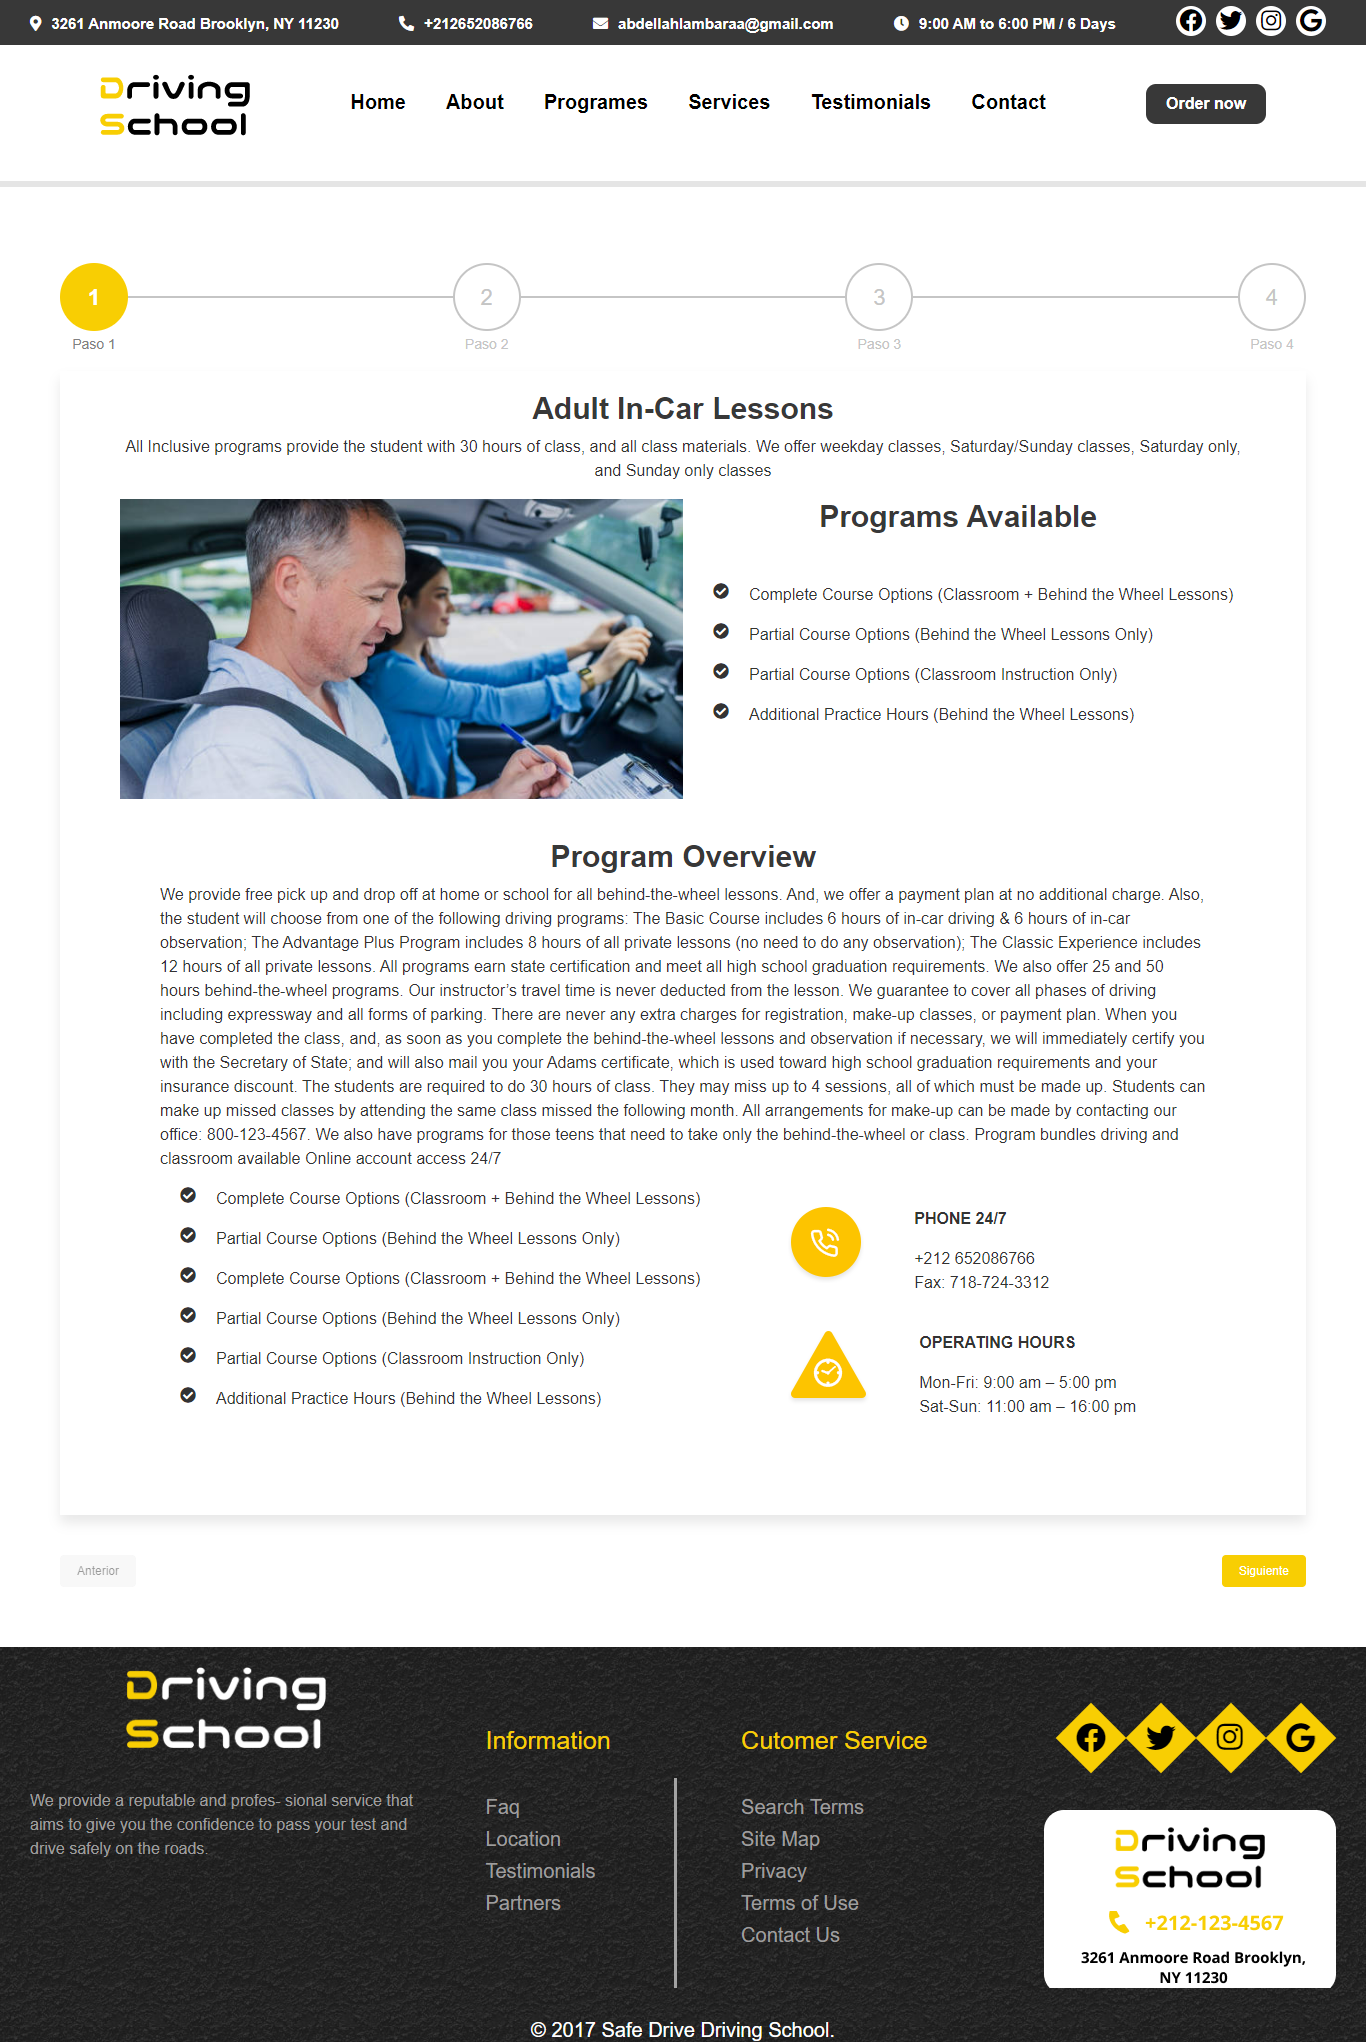 3261 Anmoore Road Brooklyn, NY 11230
+212652086766
abdellahlambaraa@gmail.com
9:00 AM to 6:00 PM / 6 Days
Driving
School
Home
About
Programes
Services
Testimonials
Contact
Order now
1
2
3
4
Paso 1
Paso 2
Paso 3
Paso 4
Adult In-Car Lessons
All Inclusive programs provide the student with 30 hours of class, and all class materials. We offer weekday classes, Saturday/Sunday classes, Saturday only,
and Sunday only classes
Programs Available
Complete Course Options (Classroom + Behind the Wheel Lessons)
Partial Course Options (Behind the Wheel Lessons Only)
Partial Course Options (Classroom Instruction Only)
Additional Practice Hours (Behind the Wheel Lessons)
Program Overview
We provide free pick up and drop off at home or school for all behind-the-wheel lessons. And, we offer a payment plan at no additional charge. Also,
the student will choose from one of the following driving programs: The Basic Course includes 6 hours of in-car driving & 6 hours of in-car
observation; The Advantage Plus Program includes 8 hours of all private lessons (no need to do any observation); The Classic Experience includes
12 hours of all private lessons. All programs earn state certification and meet all high school graduation requirements. We also offer 25 and 50
hours behind-the-wheel programs. Our instructor’s travel time is never deducted from the lesson. We guarantee to cover all phases of driving
including expressway and all forms of parking. There are never any extra charges for registration, make-up classes, or payment plan. When you
have completed the class, and, as soon as you complete the behind-the-wheel lessons and observation if necessary, we will immediately certify you
with the Secretary of State; and will also mail you your Adams certificate, which is used toward high school graduation requirements and your
insurance discount. The students are required to do 30 hours of class. They may miss up to 4 sessions, all of which must be made up. Students can
make up missed classes by attending the same class missed the following month. All arrangements for make-up can be made by contacting our
office: 800-123-4567. We also have programs for those teens that need to take only the behind-the-wheel or class. Program bundles driving and
classroom available Online account access 24/7
Complete Course Options (Classroom + Behind the Wheel Lessons)
Partial Course Options (Behind the Wheel Lessons Only)
Complete Course Options (Classroom + Behind the Wheel Lessons)
Partial Course Options (Behind the Wheel Lessons Only)
Partial Course Options (Classroom Instruction Only)
Additional Practice Hours (Behind the Wheel Lessons)
PHONE 24/7
+212 652086766
Fax: 718-724-3312
OPERATING HOURS
Mon-Fri: 9:00 am – 5:00 pm
Sat-Sun: 11:00 am – 16:00 pm
Anterior
Siguiente
Driving
School
We provide a reputable and profes- sional service that
aims to give you the confidence to pass your test and
drive safely on the roads.
Information
Faq
Location
Testimonials
Partners
Cutomer Service
Search Terms
Site Map
Privacy
Terms of Use
Contact Us
Driving
School
+212-123-4567
3261 Anmoore Road Brooklyn,
NY 11230
© 2017 Safe Drive Driving School.